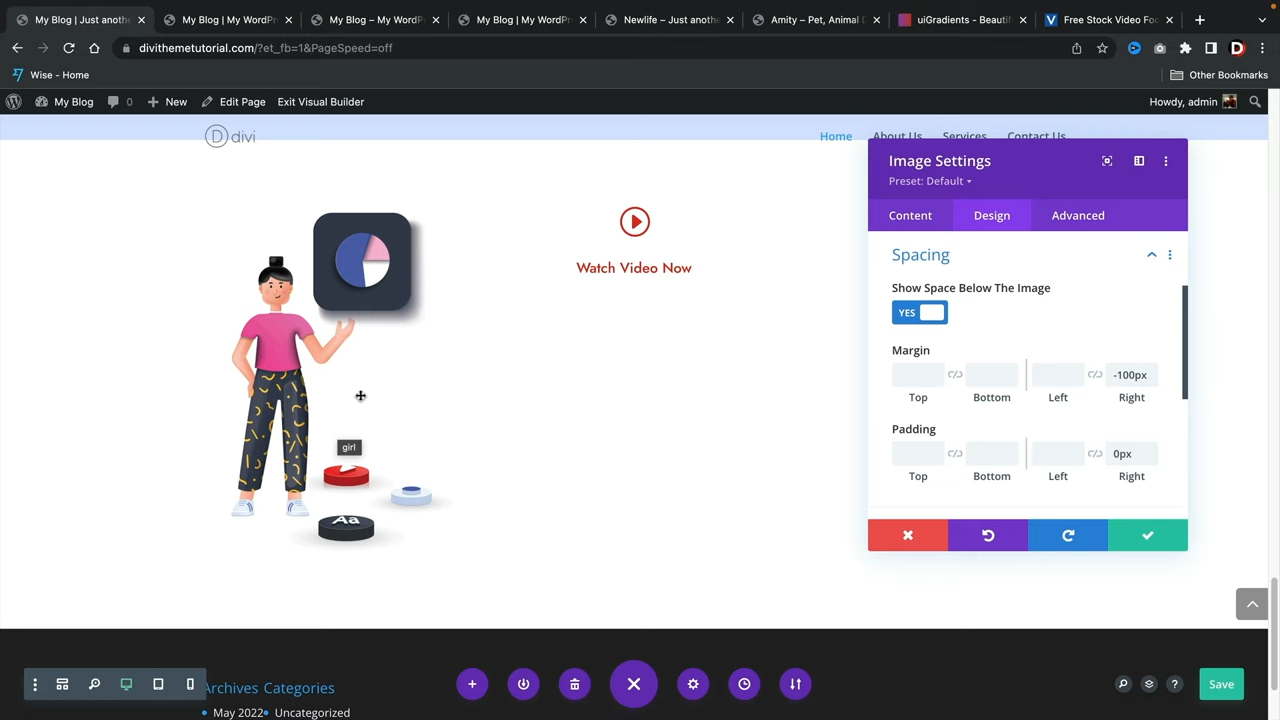 My Blog | Just anoth
My Blog | My WordPr
My Blog – My WordP
My Blog | My WordPr
Newlife – Just anoth
Amity – Pet, Animal D
uiGradients - Beautif
Free Stock Video Foo
divithemetutorial.com/?et_fb=1&PageSpeed=off
Wise - Home
Other Bookmarks
My Blog
0
New
Edit Page
Exit Visual Builder
Howdy, admin
D divi
Home
About Us
Services
Contact Us
Image Settings
Preset: Default
Content
Design
Advanced
Spacing
Show Space Below The Image
YES
Margin
-100px
Top
Bottom
Left
Right
Padding
0px
Top
Bottom
Left
Right
Watch Video Now
girl
Aa
Archives Categories
May 2022
Uncategorized
Save